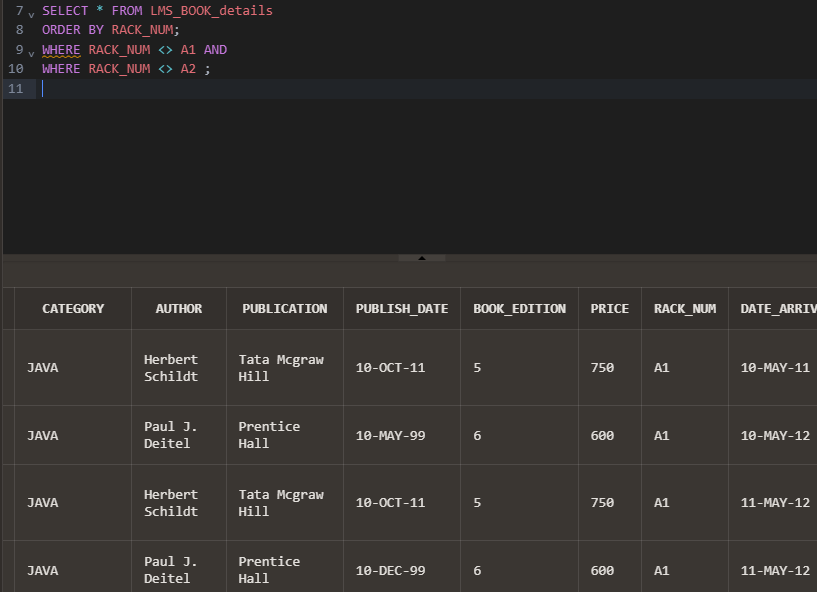 7 SELECT * FROM LMS_BOOK_details
8 ORDER BY RACK_NUM;
9 WHERE RACK_NUM <> A1 AND
10 WHERE RACK_NUM <> A2 ;
11
CATEGORY AUTHOR PUBLICATION PUBLISH_DATE BOOK_EDITION PRICE RACK_NUM DATE_ARRIV
JAVA Herbert Schildt Tata Mcgraw Hill 10-OCT-11 5 750 A1 10-MAY-11
JAVA Paul J. Deitel Prentice Hall 10-MAY-99 6 600 A1 10-MAY-12
JAVA Herbert Schildt Tata Mcgraw Hill 10-OCT-11 5 750 A1 11-MAY-12
JAVA Paul J. Deitel Prentice Hall 10-DEC-99 6 600 A1 11-MAY-12